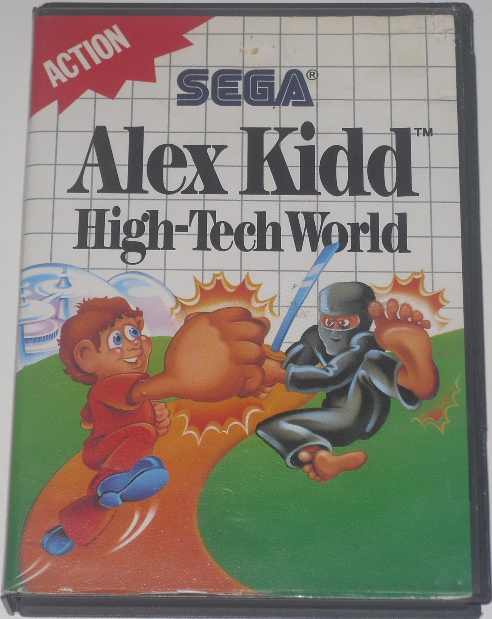 ACTION
SEGA®
Alex Kidd™
High-Tech World